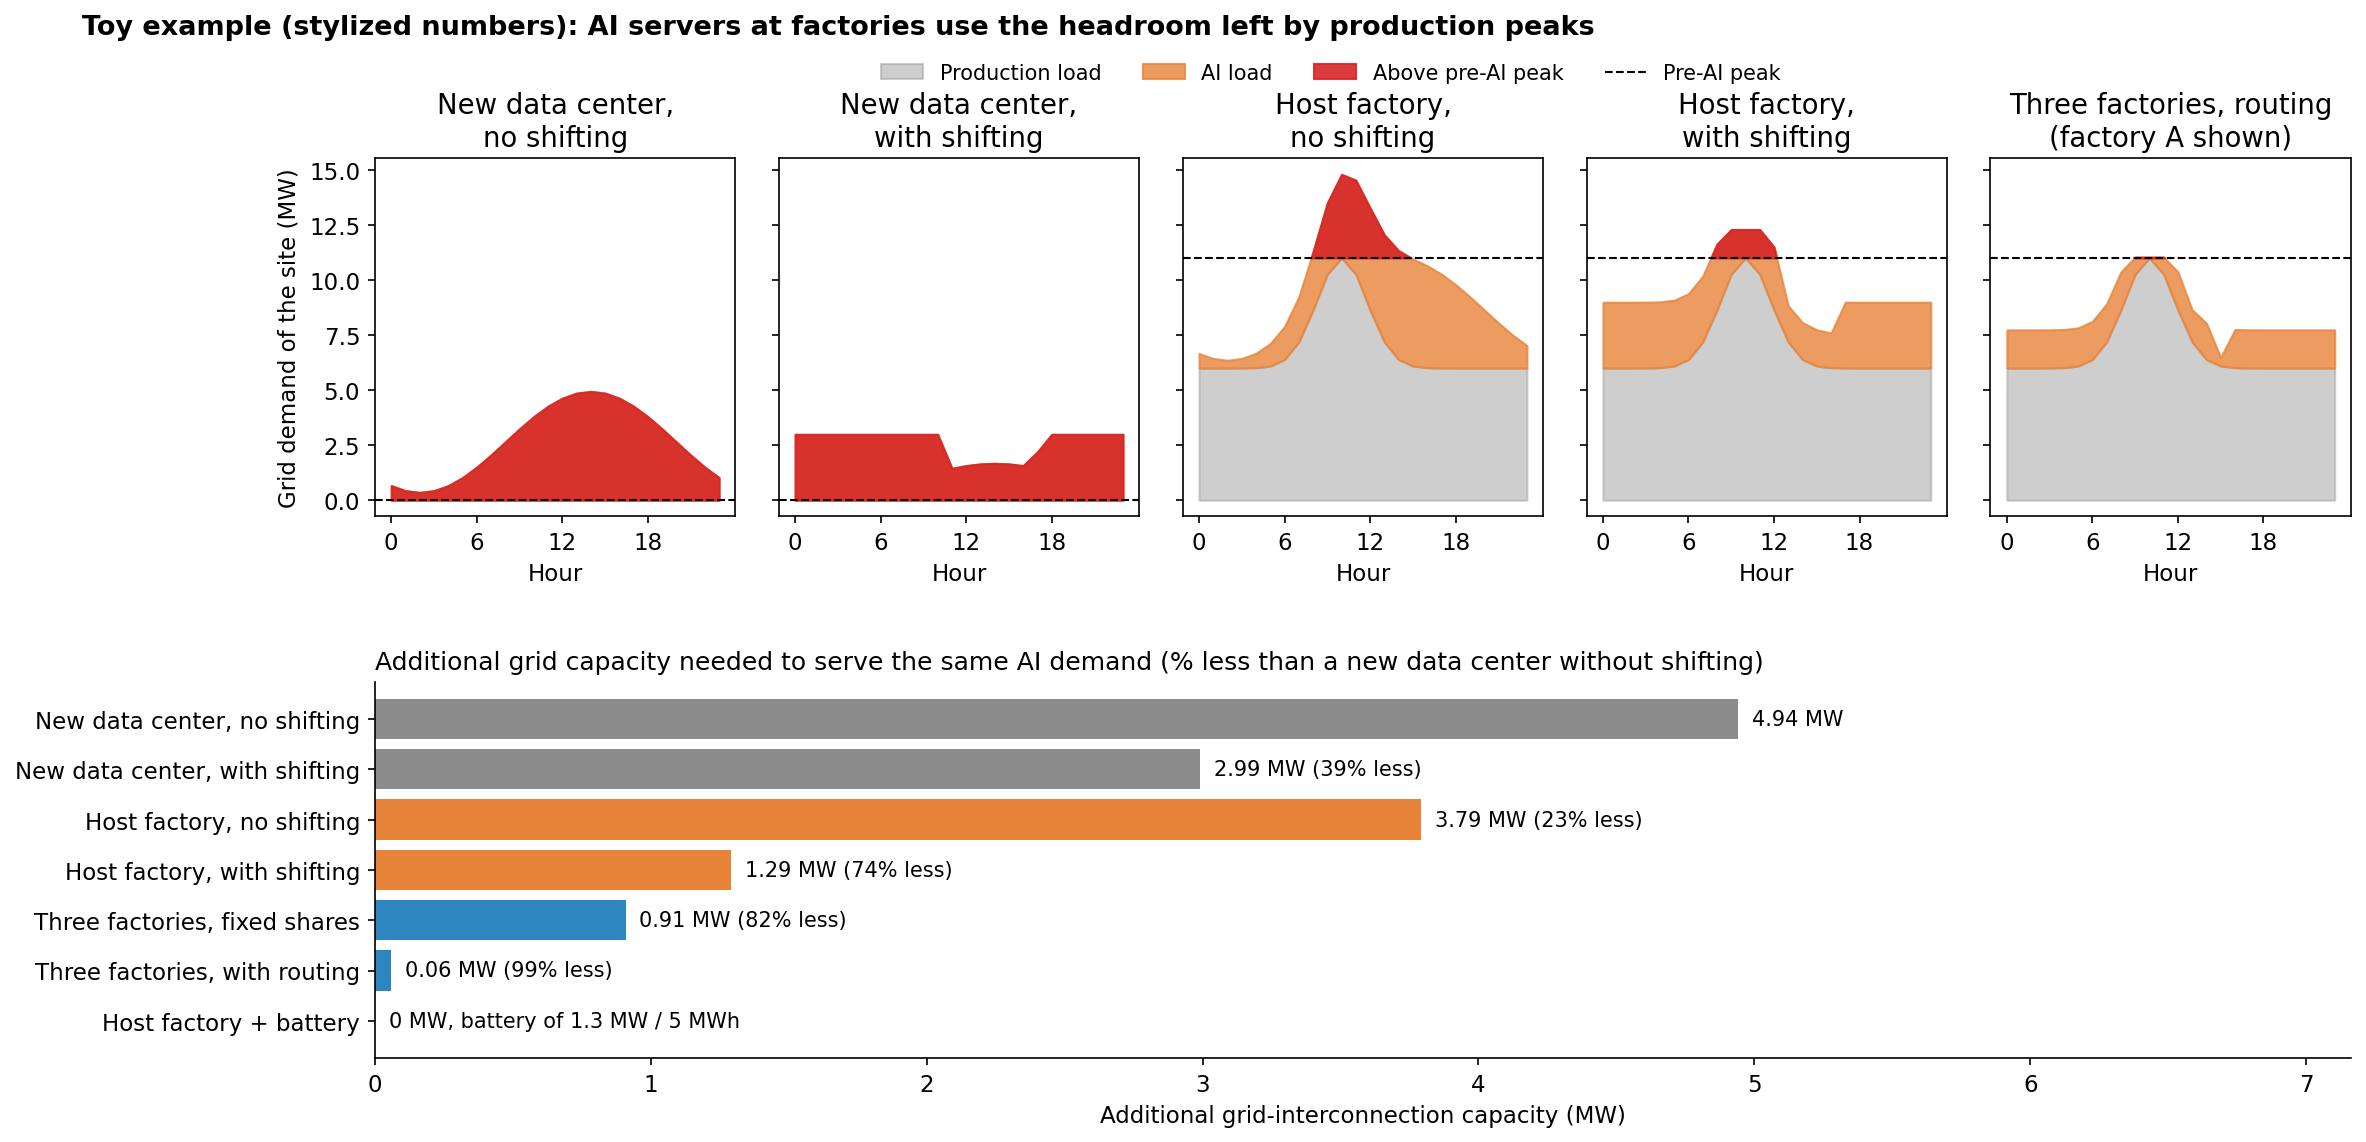 Toy example (stylized numbers): AI servers at factories use the headroom left by production peaks
Production load
AI load
Above pre-AI peak
Pre-AI peak
New data center,
no shifting
New data center,
with shifting
Host factory,
no shifting
Host factory,
with shifting
Three factories, routing
(factory A shown)
Grid demand of the site (MW)
15.0
12.5
10.0
7.5
5.0
2.5
0.0
0 6 12 18
0 6 12 18
0 6 12 18
0 6 12 18
0 6 12 18
Hour
Hour
Hour
Hour
Hour
Additional grid capacity needed to serve the same AI demand (% less than a new data center without shifting)
New data center, no shifting
4.94 MW
New data center, with shifting
2.99 MW (39% less)
Host factory, no shifting
3.79 MW (23% less)
Host factory, with shifting
1.29 MW (74% less)
Three factories, fixed shares
0.91 MW (82% less)
Three factories, with routing
0.06 MW (99% less)
Host factory + battery
0 MW, battery of 1.3 MW / 5 MWh
0 1 2 3 4 5 6 7
Additional grid-interconnection capacity (MW)